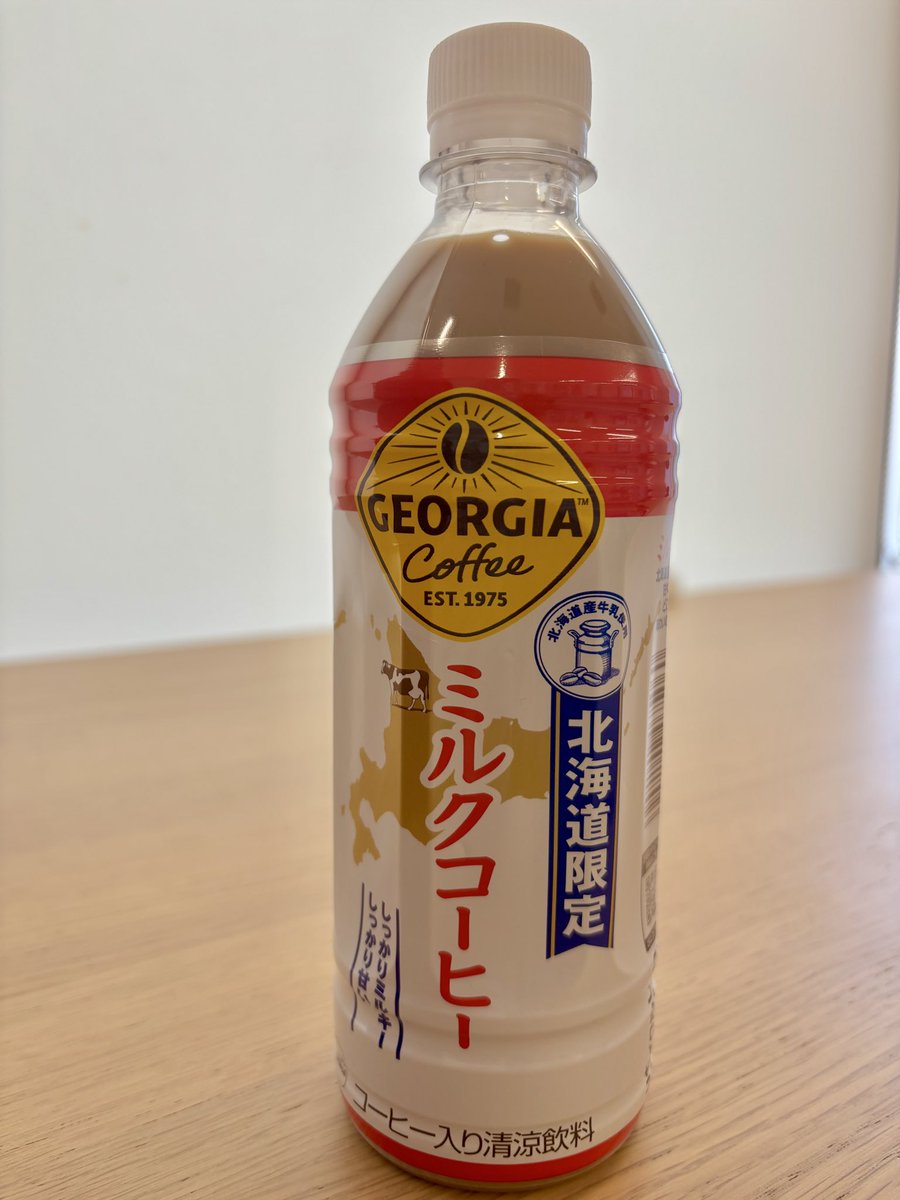 GEORGIA™
Coffee
EST. 1975
北海道産牛乳使用
北海道限定
ミルクコーヒー
しっかりミルキー
しっかり甘い
コーヒー入り清涼飲料